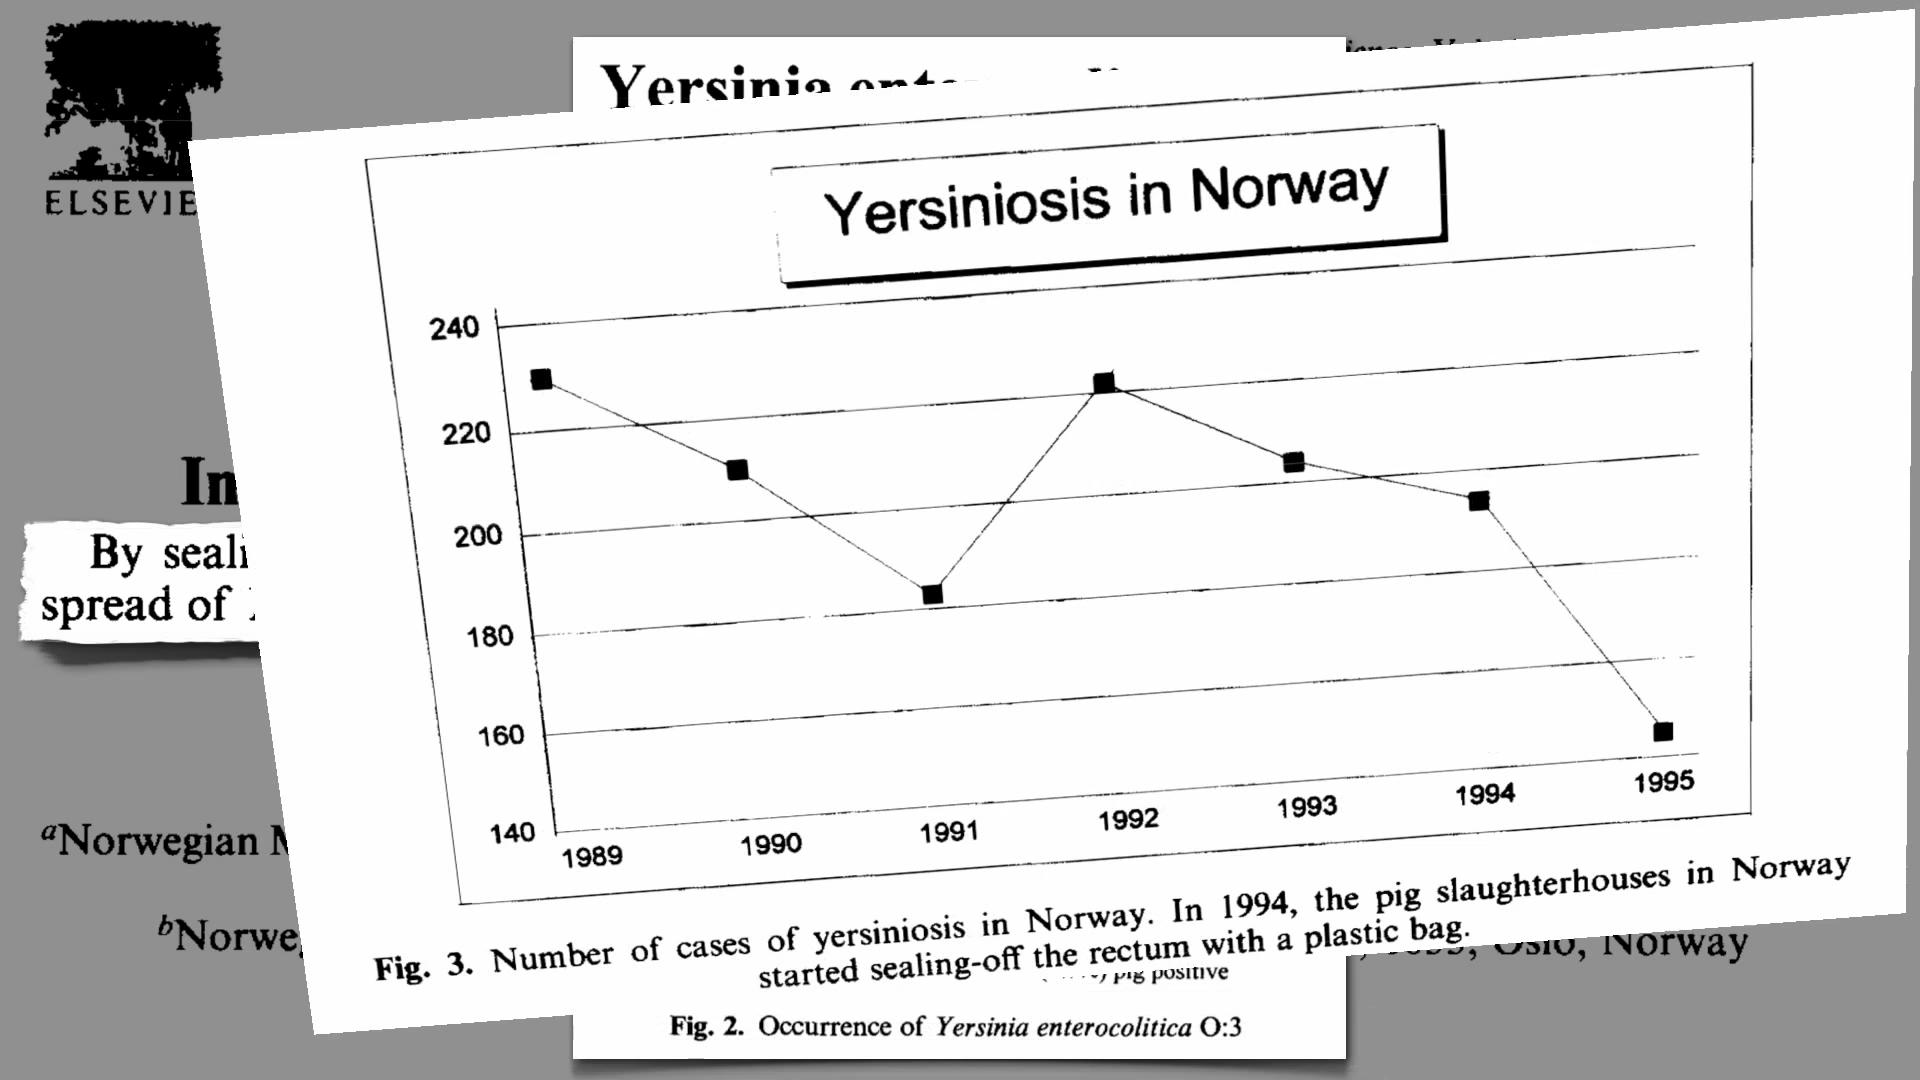 ELSEVIE
Yersinia
Yersiniosis in Norway
240
220
200
180
160
140
1989
1990
1991
1992
1993
1994
1995
Fig. 3. Number of cases of yersiniosis in Norway. In 1994, the pig slaughterhouses in Norway
started sealing-off the rectum with a plastic bag.
In
By seali
spread of
ᵃNorwegian
ᵇNorwe
Oslo, Norway
pig positive
Fig. 2. Occurrence of Yersinia enterocolitica O:3